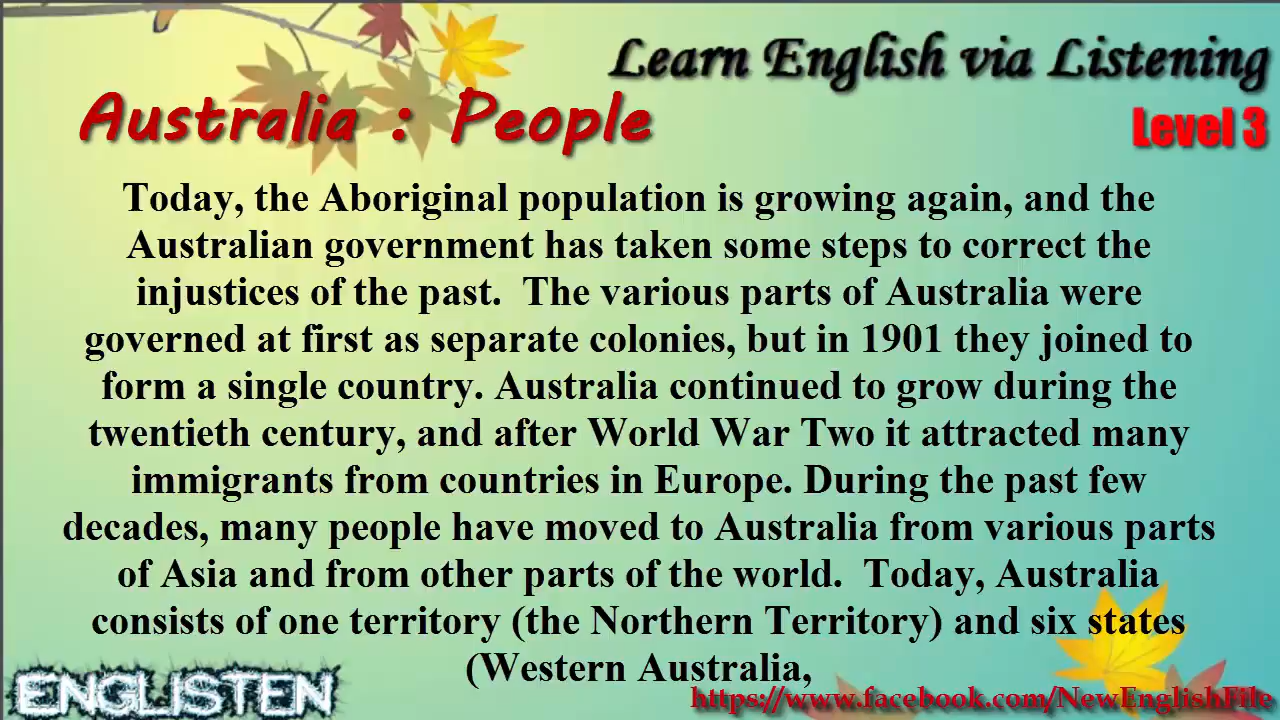 Learn English via Listening
Australia : People
Level 3
Today, the Aboriginal population is growing again, and the
Australian government has taken some steps to correct the
injustices of the past.  The various parts of Australia were
governed at first as separate colonies, but in 1901 they joined to
form a single country. Australia continued to grow during the
twentieth century, and after World War Two it attracted many
immigrants from countries in Europe. During the past few
decades, many people have moved to Australia from various parts
of Asia and from other parts of the world.  Today, Australia
consists of one territory (the Northern Territory) and six states
(Western Australia,
ENGLISTEN
https://www.facebook.com/NewEnglishFile